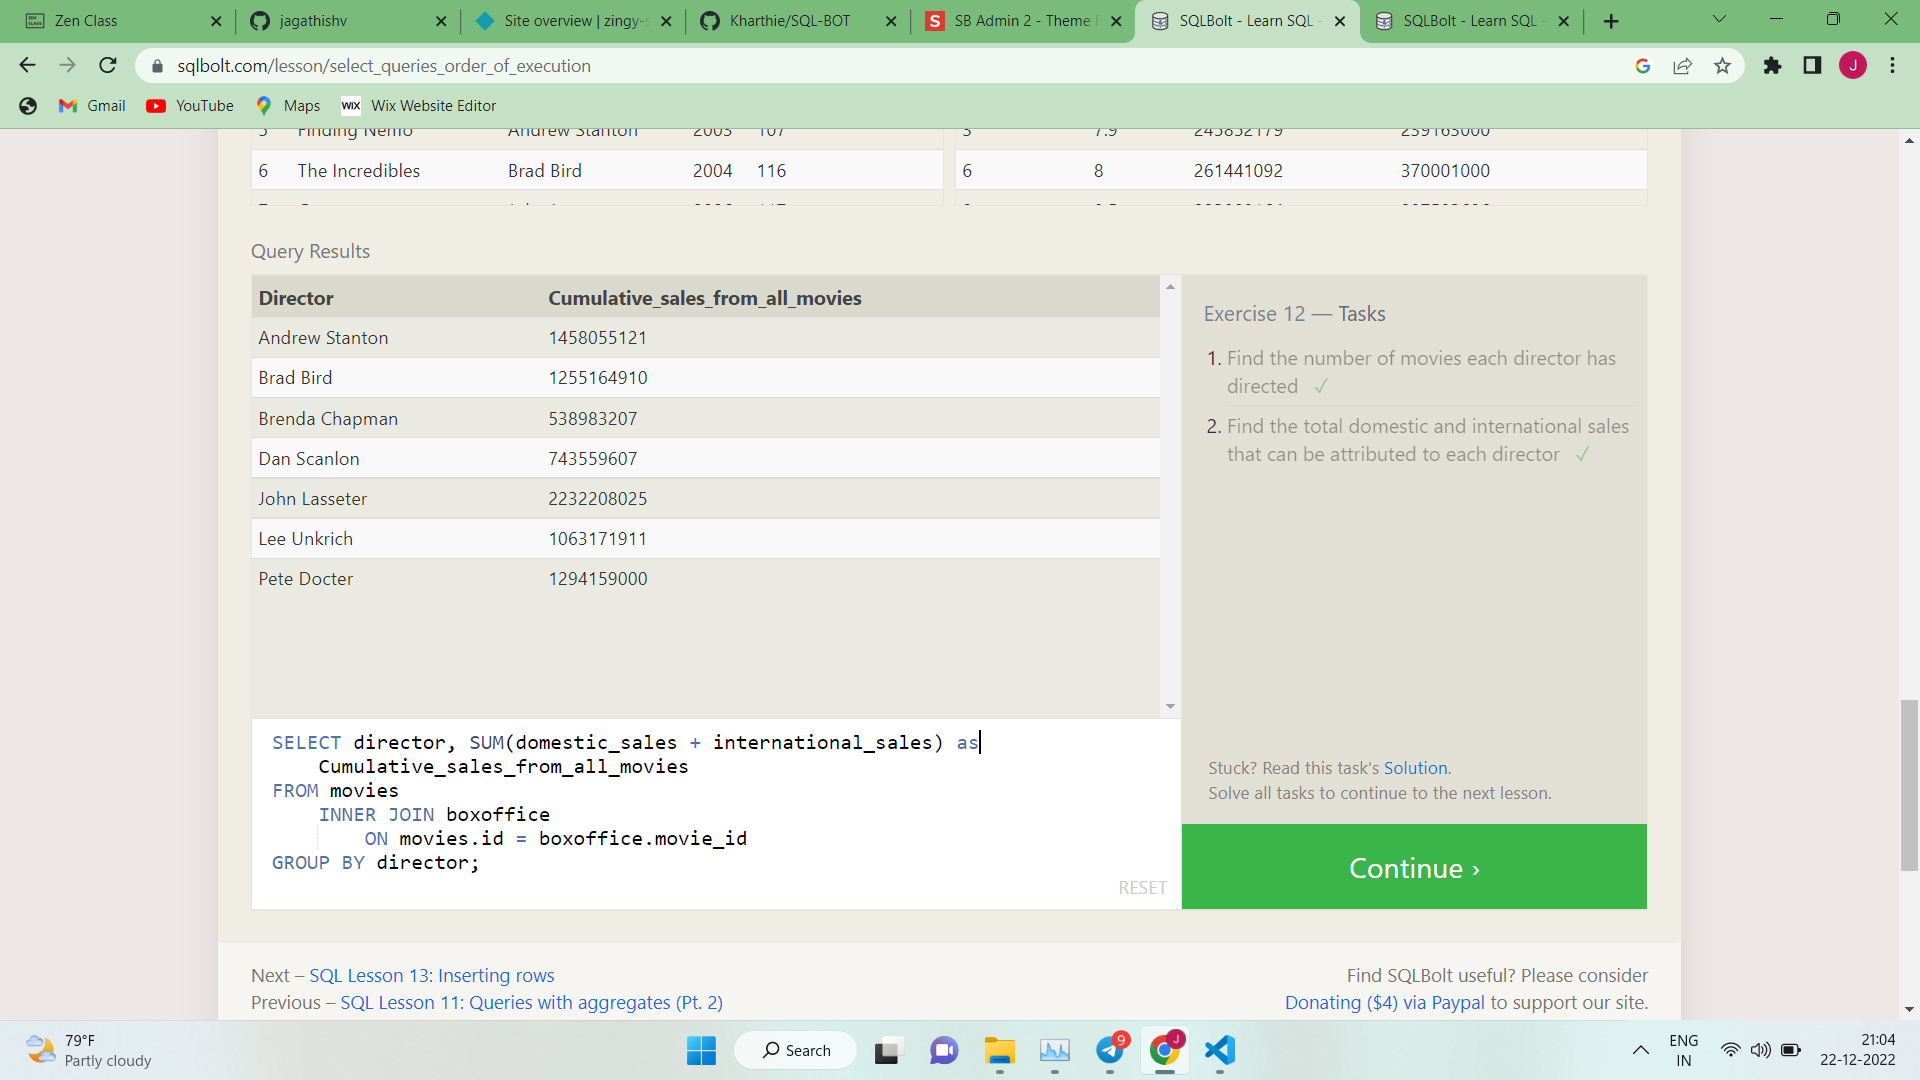 Zen Class
jagathishv
Site overview | zingy-s
Kharthie/SQL-BOT
SB Admin 2 - Theme P
SQLBolt - Learn SQL -
SQLBolt - Learn SQL -
sqlbolt.com/lesson/select_queries_order_of_execution
J
Gmail
YouTube
Maps
WIX Wix Website Editor
5 Finding Nemo Andrew Stanton 2003 107
3 7.9 245852179 239163000
6 The Incredibles Brad Bird 2004 116
6 8 261441092 370001000
Query Results
Director Cumulative_sales_from_all_movies
Andrew Stanton 1458055121
Brad Bird 1255164910
Brenda Chapman 538983207
Dan Scanlon 743559607
John Lasseter 2232208025
Lee Unkrich 1063171911
Pete Docter 1294159000
Exercise 12 — Tasks
1. Find the number of movies each director has
directed ✓
2. Find the total domestic and international sales
that can be attributed to each director ✓
SELECT director, SUM(domestic_sales + international_sales) as
Cumulative_sales_from_all_movies
FROM movies
INNER JOIN boxoffice
ON movies.id = boxoffice.movie_id
GROUP BY director;
RESET
Stuck? Read this task's Solution.
Solve all tasks to continue to the next lesson.
Continue ›
Next – SQL Lesson 13: Inserting rows
Previous – SQL Lesson 11: Queries with aggregates (Pt. 2)
Find SQLBolt useful? Please consider
Donating ($4) via Paypal to support our site.
79°F
Partly cloudy
Search
9
J
ENG
IN
21:04
22-12-2022